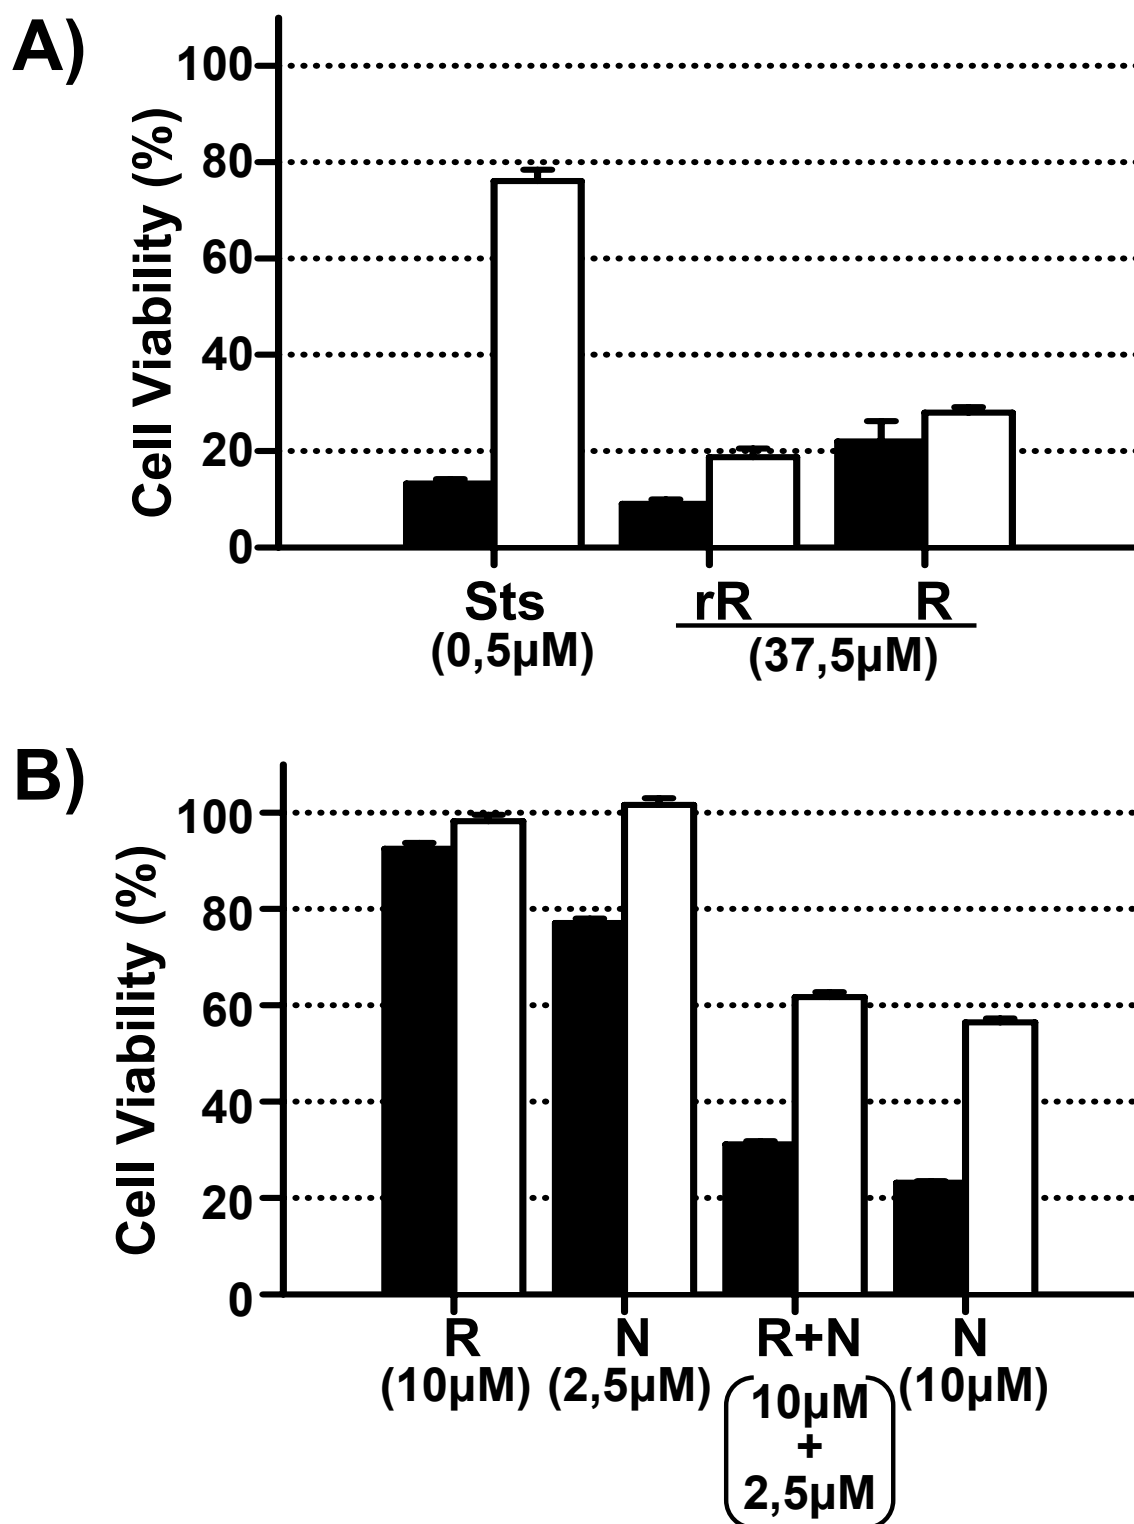 A)
Cell Viability (%)
100
80
60
40
20
0
Sts rR R
(0,5µM) (37,5µM)
B)
Cell Viability (%)
100
80
60
40
20
0
R N R+N N
(10µM) (2,5µM) (10µM)
10µM
+
2,5µM